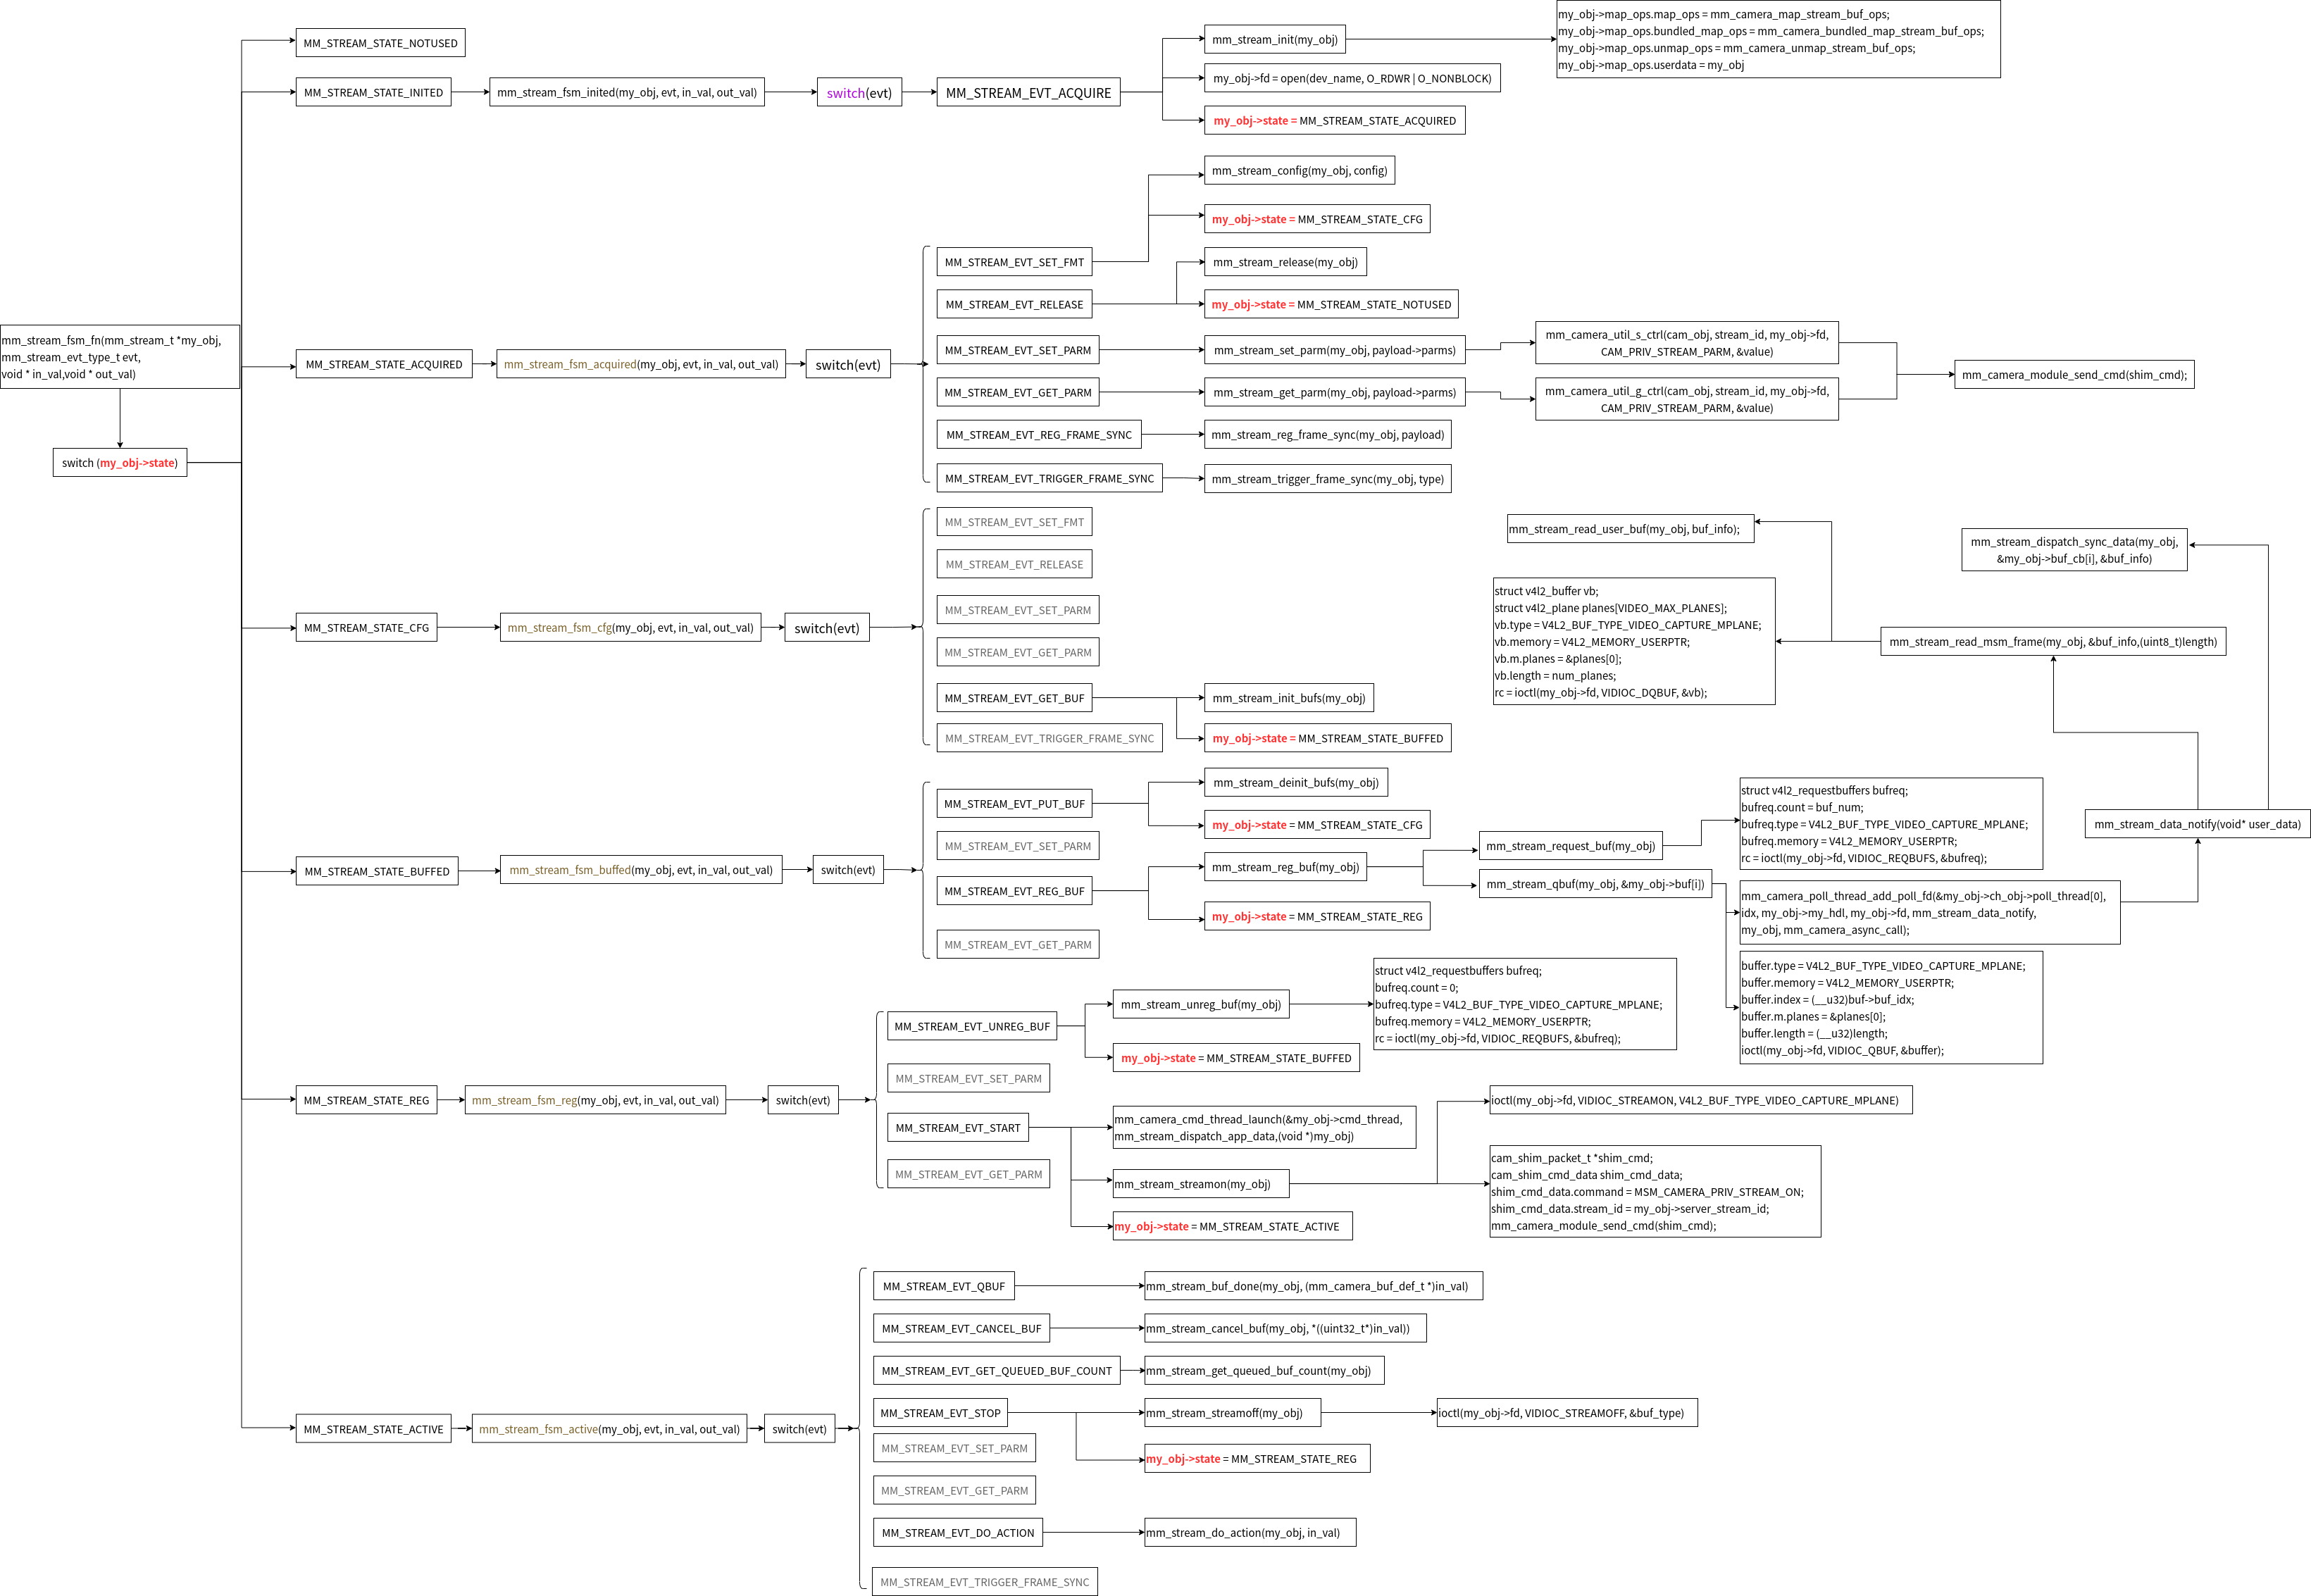 mm_stream_fsm_fn(mm_stream_t *my_obj,
mm_stream_evt_type_t evt,
void * in_val,void * out_val)
switch (my_obj->state)
MM_STREAM_STATE_NOTUSED
MM_STREAM_STATE_INITED
mm_stream_fsm_inited(my_obj, evt, in_val, out_val)
switch(evt)
MM_STREAM_EVT_ACQUIRE
mm_stream_init(my_obj)
my_obj->map_ops.map_ops = mm_camera_map_stream_buf_ops;
my_obj->map_ops.bundled_map_ops = mm_camera_bundled_map_stream_buf_ops;
my_obj->map_ops.unmap_ops = mm_camera_unmap_stream_buf_ops;
my_obj->map_ops.userdata = my_obj
my_obj->fd = open(dev_name, O_RDWR | O_NONBLOCK)
my_obj->state = MM_STREAM_STATE_ACQUIRED
MM_STREAM_STATE_ACQUIRED
mm_stream_fsm_acquired(my_obj, evt, in_val, out_val)
switch(evt)
MM_STREAM_EVT_SET_FMT
mm_stream_config(my_obj, config)
my_obj->state = MM_STREAM_STATE_CFG
MM_STREAM_EVT_RELEASE
mm_stream_release(my_obj)
my_obj->state = MM_STREAM_STATE_NOTUSED
MM_STREAM_EVT_SET_PARM
mm_stream_set_parm(my_obj, payload->parms)
mm_camera_util_s_ctrl(cam_obj, stream_id, my_obj->fd,
CAM_PRIV_STREAM_PARM, &value)
MM_STREAM_EVT_GET_PARM
mm_stream_get_parm(my_obj, payload->parms)
mm_camera_util_g_ctrl(cam_obj, stream_id, my_obj->fd,
CAM_PRIV_STREAM_PARM, &value)
mm_camera_module_send_cmd(shim_cmd);
MM_STREAM_EVT_REG_FRAME_SYNC
mm_stream_reg_frame_sync(my_obj, payload)
MM_STREAM_EVT_TRIGGER_FRAME_SYNC
mm_stream_trigger_frame_sync(my_obj, type)
MM_STREAM_STATE_CFG
mm_stream_fsm_cfg(my_obj, evt, in_val, out_val)
switch(evt)
MM_STREAM_EVT_SET_FMT
MM_STREAM_EVT_RELEASE
MM_STREAM_EVT_SET_PARM
MM_STREAM_EVT_GET_PARM
MM_STREAM_EVT_GET_BUF
mm_stream_init_bufs(my_obj)
my_obj->state = MM_STREAM_STATE_BUFFED
MM_STREAM_EVT_TRIGGER_FRAME_SYNC
mm_stream_read_user_buf(my_obj, buf_info);
struct v4l2_buffer vb;
struct v4l2_plane planes[VIDEO_MAX_PLANES];
vb.type = V4L2_BUF_TYPE_VIDEO_CAPTURE_MPLANE;
vb.memory = V4L2_MEMORY_USERPTR;
vb.m.planes = &planes[0];
vb.length = num_planes;
rc = ioctl(my_obj->fd, VIDIOC_DQBUF, &vb);
mm_stream_dispatch_sync_data(my_obj,
&my_obj->buf_cb[i], &buf_info)
mm_stream_read_msm_frame(my_obj, &buf_info,(uint8_t)length)
mm_stream_data_notify(void* user_data)
MM_STREAM_STATE_BUFFED
mm_stream_fsm_buffed(my_obj, evt, in_val, out_val)
switch(evt)
MM_STREAM_EVT_PUT_BUF
mm_stream_deinit_bufs(my_obj)
my_obj->state = MM_STREAM_STATE_CFG
MM_STREAM_EVT_SET_PARM
MM_STREAM_EVT_REG_BUF
mm_stream_reg_buf(my_obj)
my_obj->state = MM_STREAM_STATE_REG
MM_STREAM_EVT_GET_PARM
mm_stream_request_buf(my_obj)
struct v4l2_requestbuffers bufreq;
bufreq.count = buf_num;
bufreq.type = V4L2_BUF_TYPE_VIDEO_CAPTURE_MPLANE;
bufreq.memory = V4L2_MEMORY_USERPTR;
rc = ioctl(my_obj->fd, VIDIOC_REQBUFS, &bufreq);
mm_stream_qbuf(my_obj, &my_obj->buf[i])
mm_camera_poll_thread_add_poll_fd(&my_obj->ch_obj->poll_thread[0],
idx, my_obj->my_hdl, my_obj->fd, mm_stream_data_notify,
my_obj, mm_camera_async_call);
buffer.type = V4L2_BUF_TYPE_VIDEO_CAPTURE_MPLANE;
buffer.memory = V4L2_MEMORY_USERPTR;
buffer.index = (__u32)buf->buf_idx;
buffer.m.planes = &planes[0];
buffer.length = (__u32)length;
ioctl(my_obj->fd, VIDIOC_QBUF, &buffer);
MM_STREAM_STATE_REG
mm_stream_fsm_reg(my_obj, evt, in_val, out_val)
switch(evt)
MM_STREAM_EVT_UNREG_BUF
mm_stream_unreg_buf(my_obj)
struct v4l2_requestbuffers bufreq;
bufreq.count = 0;
bufreq.type = V4L2_BUF_TYPE_VIDEO_CAPTURE_MPLANE;
bufreq.memory = V4L2_MEMORY_USERPTR;
rc = ioctl(my_obj->fd, VIDIOC_REQBUFS, &bufreq);
my_obj->state = MM_STREAM_STATE_BUFFED
MM_STREAM_EVT_SET_PARM
MM_STREAM_EVT_START
mm_camera_cmd_thread_launch(&my_obj->cmd_thread,
mm_stream_dispatch_app_data,(void *)my_obj)
mm_stream_streamon(my_obj)
my_obj->state = MM_STREAM_STATE_ACTIVE
MM_STREAM_EVT_GET_PARM
ioctl(my_obj->fd, VIDIOC_STREAMON, V4L2_BUF_TYPE_VIDEO_CAPTURE_MPLANE)
cam_shim_packet_t *shim_cmd;
cam_shim_cmd_data shim_cmd_data;
shim_cmd_data.command = MSM_CAMERA_PRIV_STREAM_ON;
shim_cmd_data.stream_id = my_obj->server_stream_id;
mm_camera_module_send_cmd(shim_cmd);
MM_STREAM_STATE_ACTIVE
mm_stream_fsm_active(my_obj, evt, in_val, out_val)
switch(evt)
MM_STREAM_EVT_QBUF
mm_stream_buf_done(my_obj, (mm_camera_buf_def_t *)in_val)
MM_STREAM_EVT_CANCEL_BUF
mm_stream_cancel_buf(my_obj, *((uint32_t*)in_val))
MM_STREAM_EVT_GET_QUEUED_BUF_COUNT
mm_stream_get_queued_buf_count(my_obj)
MM_STREAM_EVT_STOP
mm_stream_streamoff(my_obj)
ioctl(my_obj->fd, VIDIOC_STREAMOFF, &buf_type)
my_obj->state = MM_STREAM_STATE_REG
MM_STREAM_EVT_SET_PARM
MM_STREAM_EVT_GET_PARM
MM_STREAM_EVT_DO_ACTION
mm_stream_do_action(my_obj, in_val)
MM_STREAM_EVT_TRIGGER_FRAME_SYNC